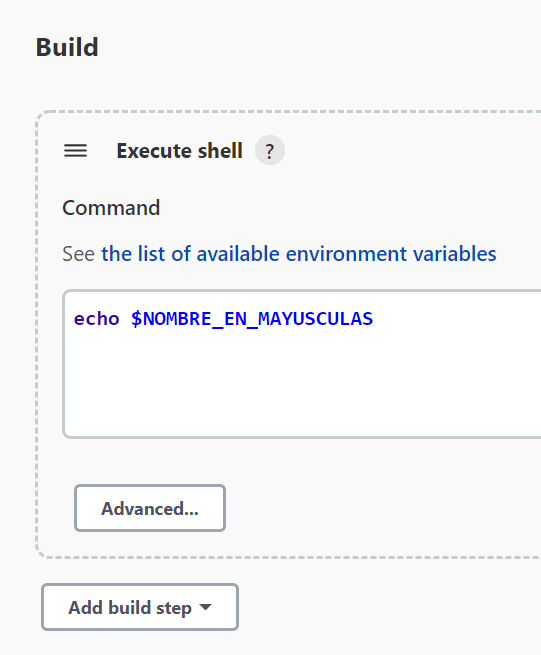 Build
Execute shell ?
Command
See the list of available environment variables
echo $NOMBRE_EN_MAYUSCULAS
Advanced...
Add build step